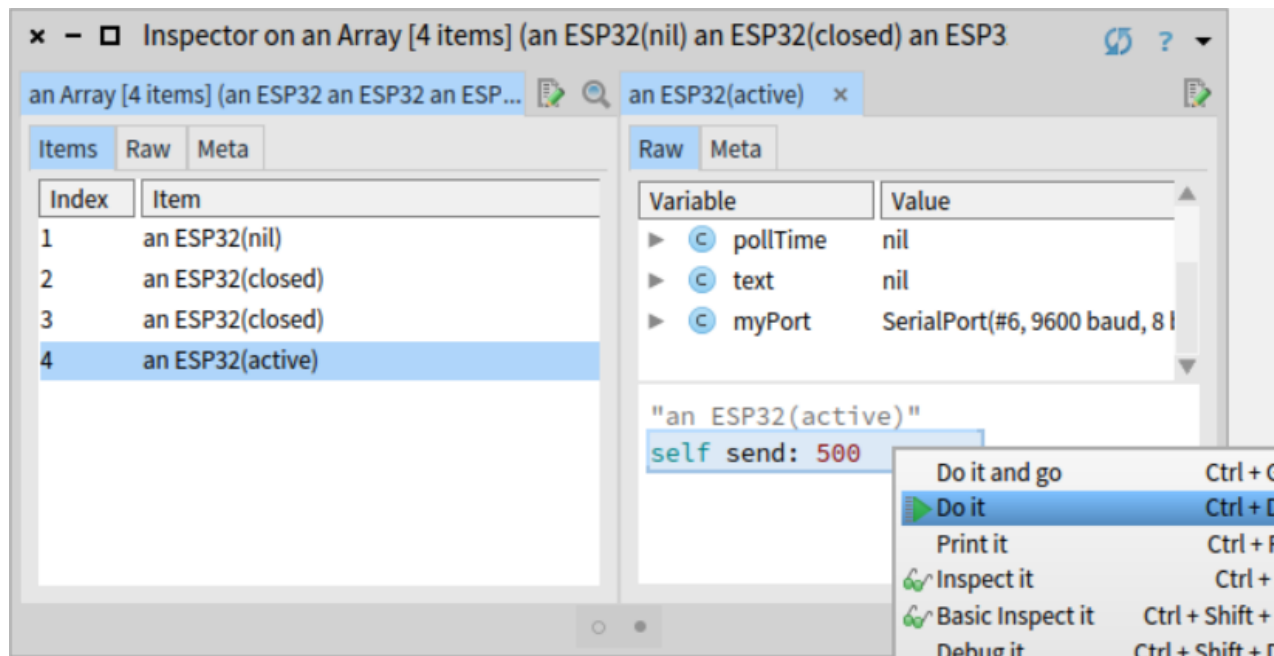 Inspector on an Array [4 items] (an ESP32(nil) an ESP32(closed) an ESP3
?
an Array [4 items] (an ESP32 an ESP32 an ESP...
an ESP32(active)
Items Raw Meta
Raw Meta
Index Item
1 an ESP32(nil)
2 an ESP32(closed)
3 an ESP32(closed)
4 an ESP32(active)
Variable Value
C pollTime nil
C text nil
C myPort SerialPort(#6, 9600 baud, 8
"an ESP32(active)"
self send: 500
Do it and go Ctrl +
Do it Ctrl +
Print it Ctrl +
Inspect it Ctrl +
Basic Inspect it Ctrl + Shift +
Debug it Ctrl + Shift +